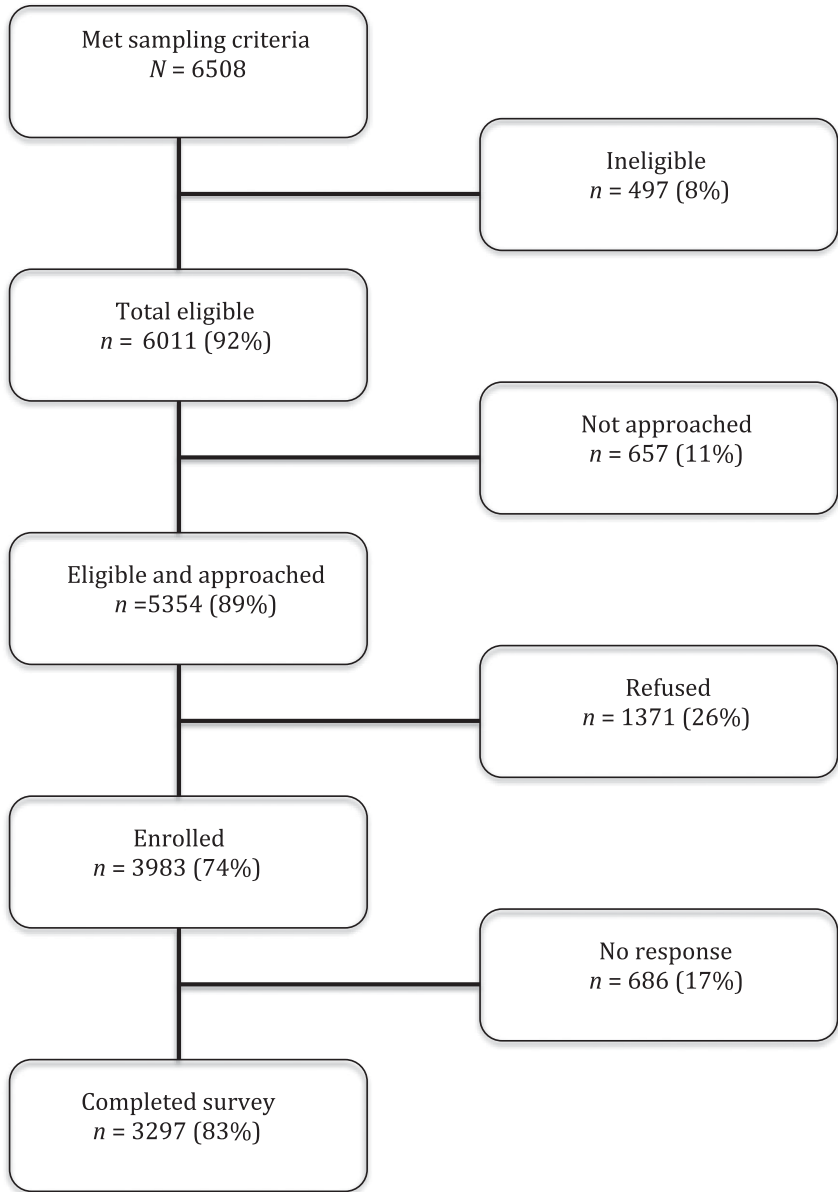 Met sampling criteria
N = 6508
Ineligible
n = 497 (8%)
Total eligible
n = 6011 (92%)
Not approached
n = 657 (11%)
Eligible and approached
n =5354 (89%)
Refused
n = 1371 (26%)
Enrolled
n = 3983 (74%)
No response
n = 686 (17%)
Completed survey
n = 3297 (83%)